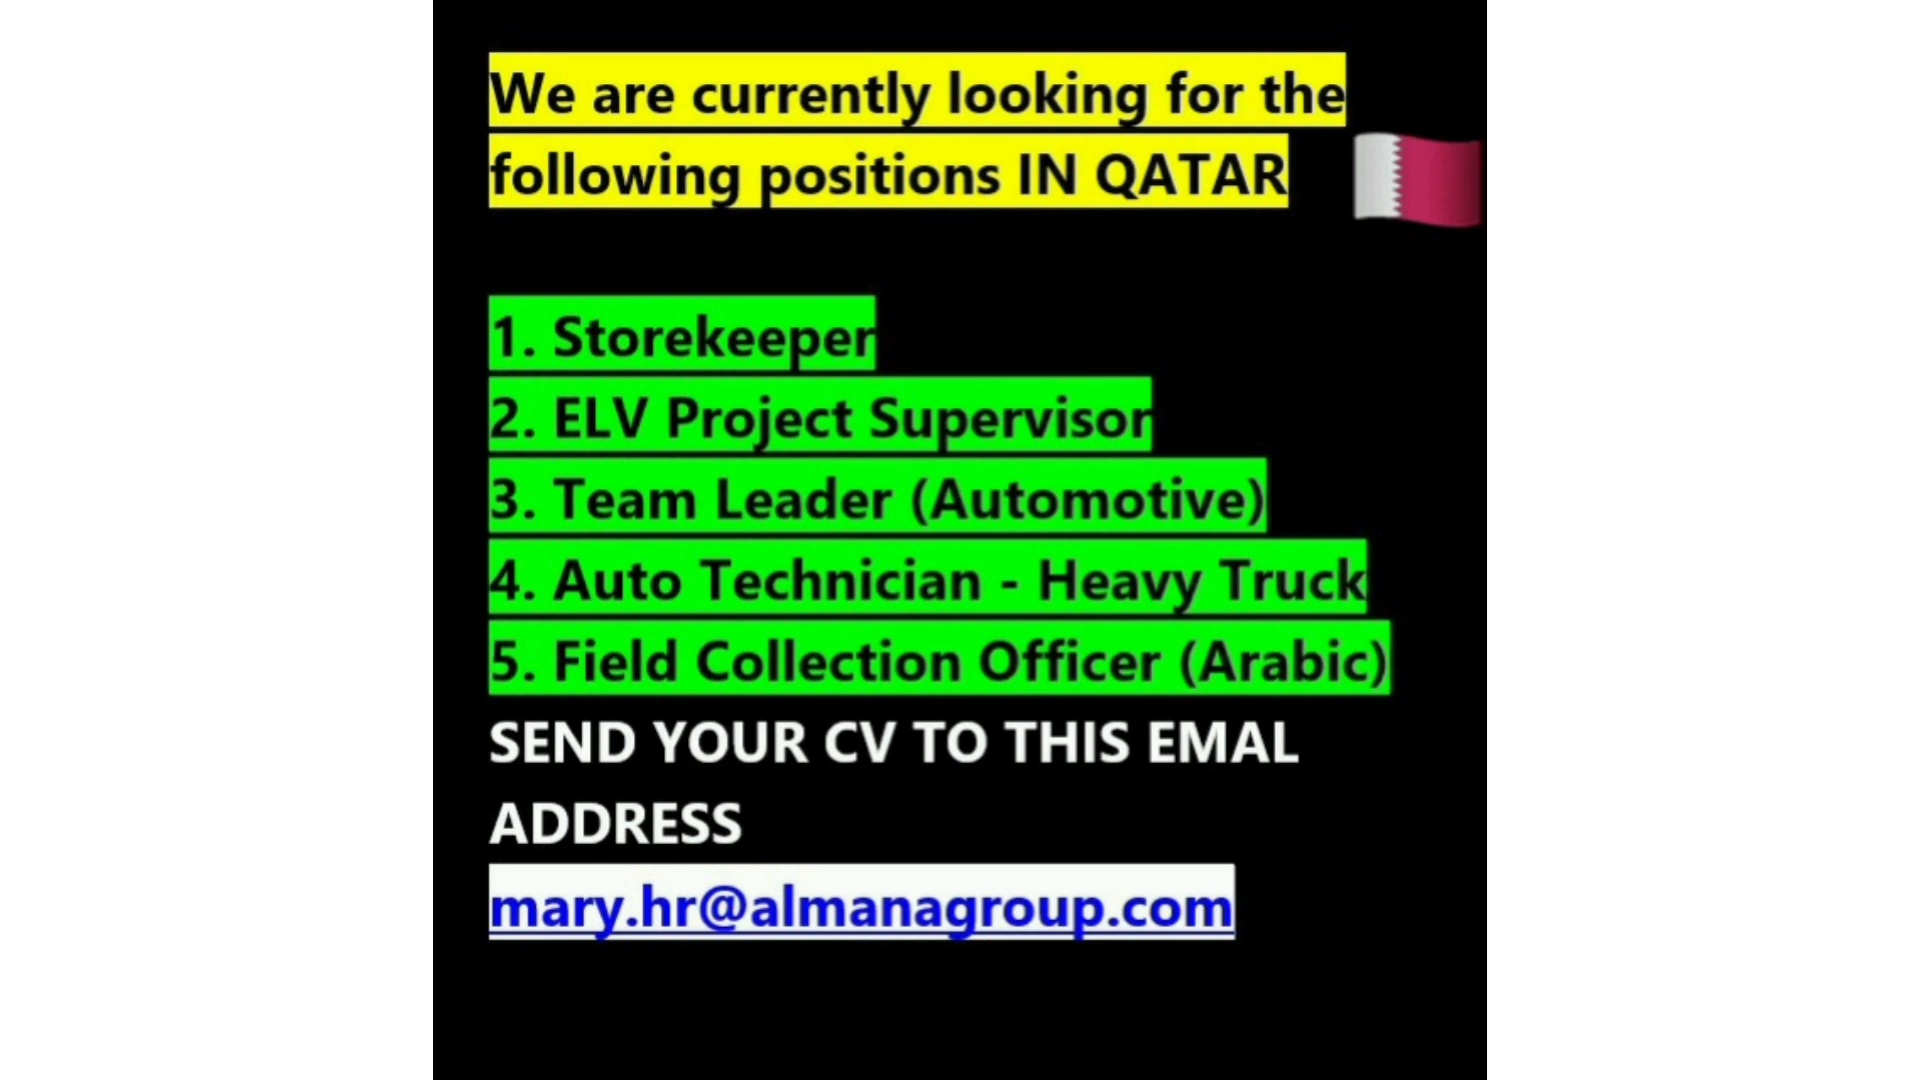 We are currently looking for the
following positions IN QATAR
1. Storekeeper
2. ELV Project Supervisor
3. Team Leader (Automotive)
4. Auto Technician - Heavy Truck
5. Field Collection Officer (Arabic)
SEND YOUR CV TO THIS EMAL
ADDRESS
mary.hr@almanagroup.com